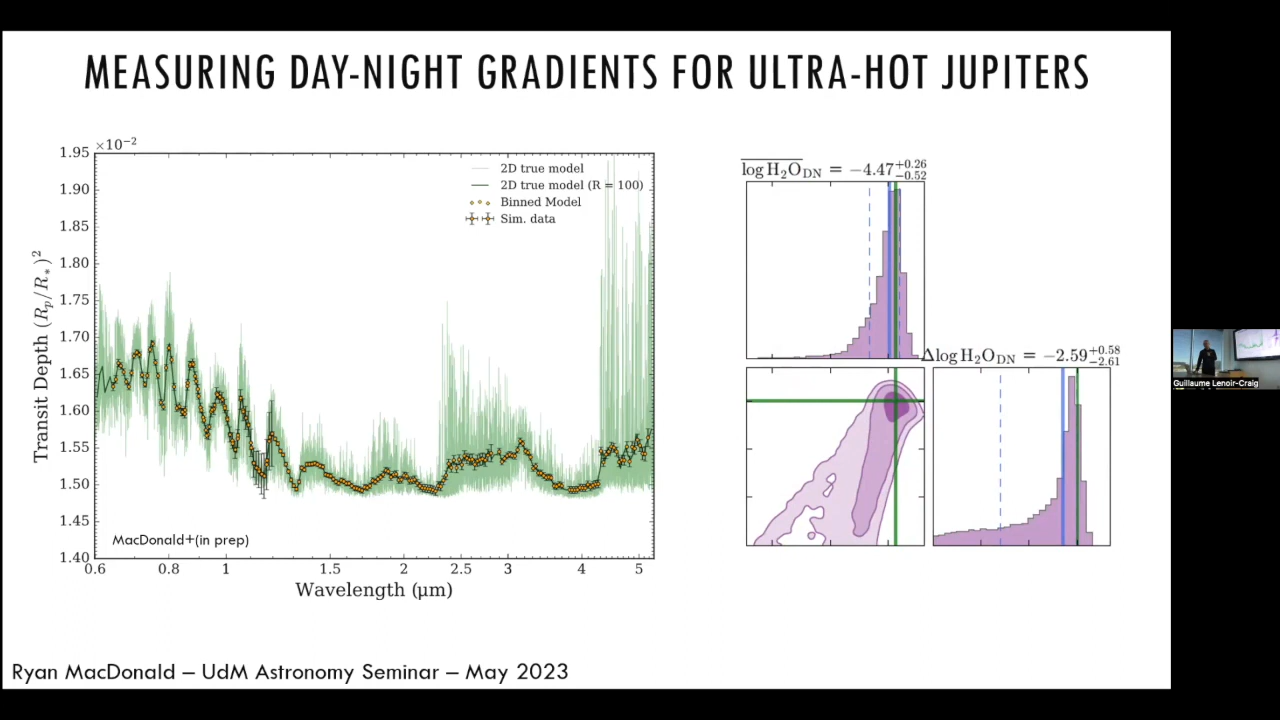 MEASURING DAY-NIGHT GRADIENTS FOR ULTRA-HOT JUPITERS
×10⁻²
1.95
1.90
1.85
1.80
1.75
1.70
1.65
1.60
1.55
1.50
1.45
1.40
Transit Depth (Rp/R*)²
2D true model
2D true model (R = 100)
Binned Model
Sim. data
MacDonald+(in prep)
0.6 0.8 1 1.5 2 2.5 3 4 5
Wavelength (μm)
log H₂O_DN = −4.47 +0.26 −0.52
Δlog H₂O_DN = −2.59 +0.58 −2.61
Guillaume Lenoir-Craig
Ryan MacDonald – UdM Astronomy Seminar – May 2023